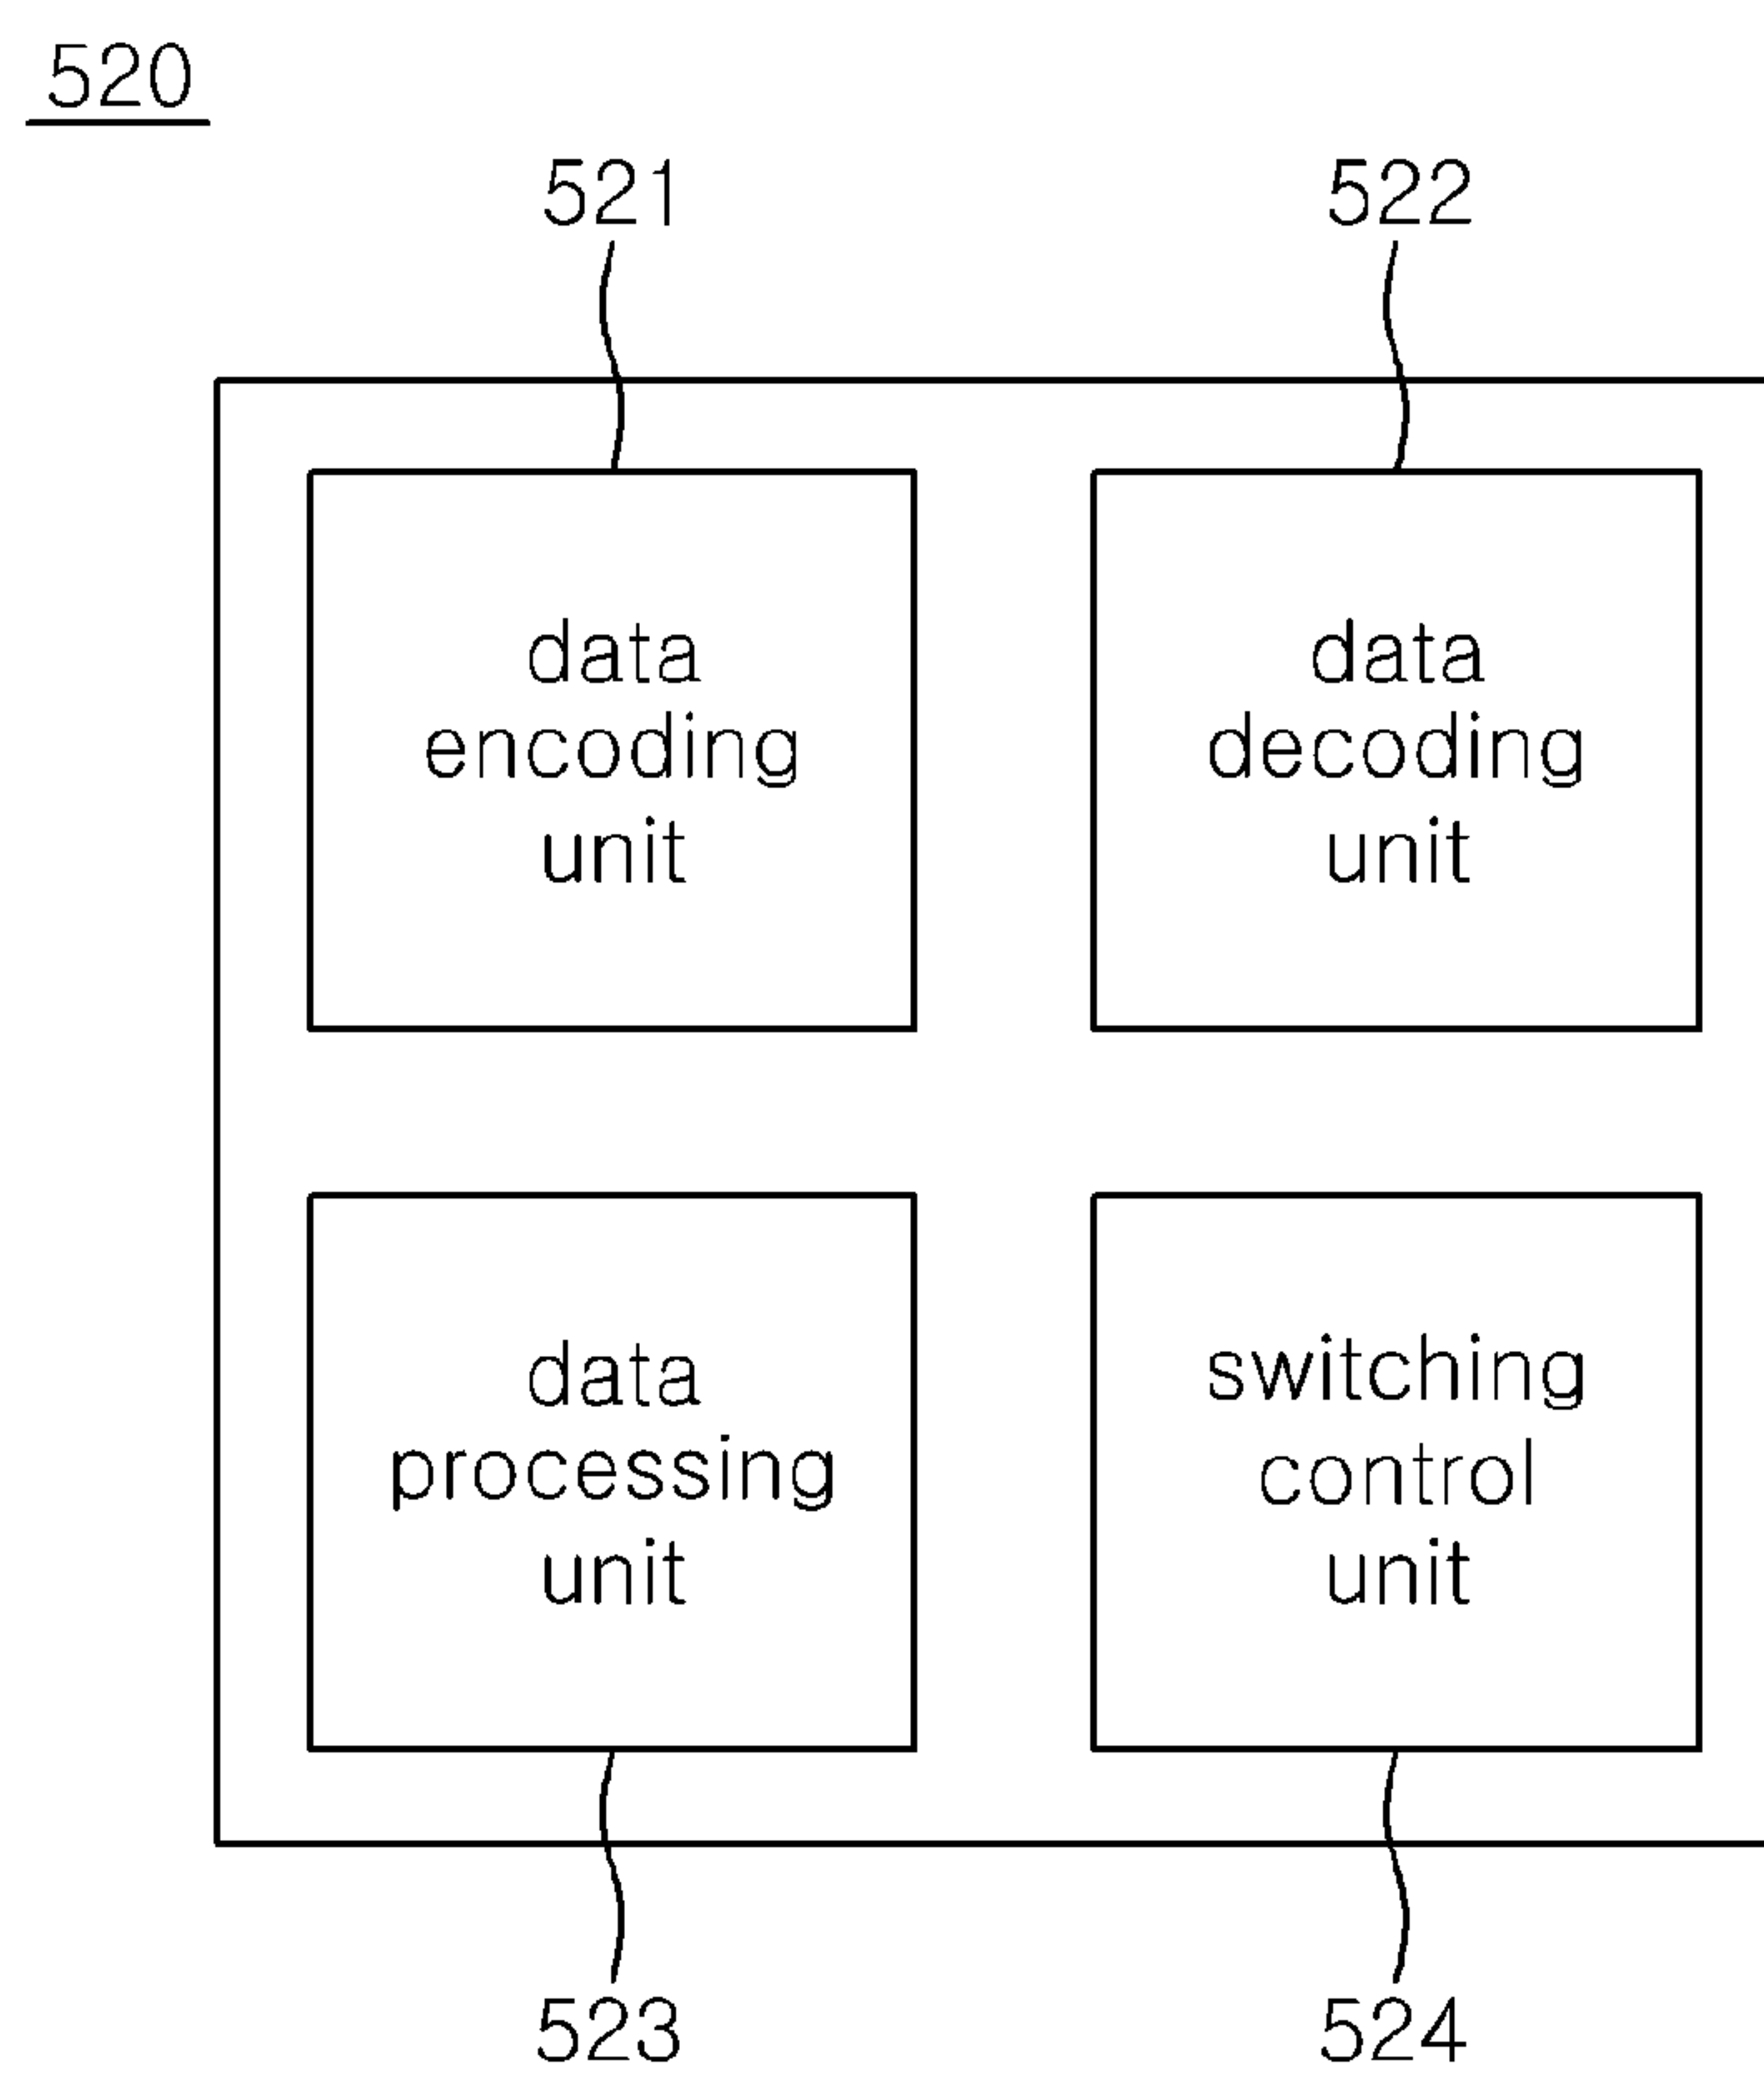 520
521
522
data
encoding
unit
data
decoding
unit
data
processing
unit
switching
control
unit
523
524